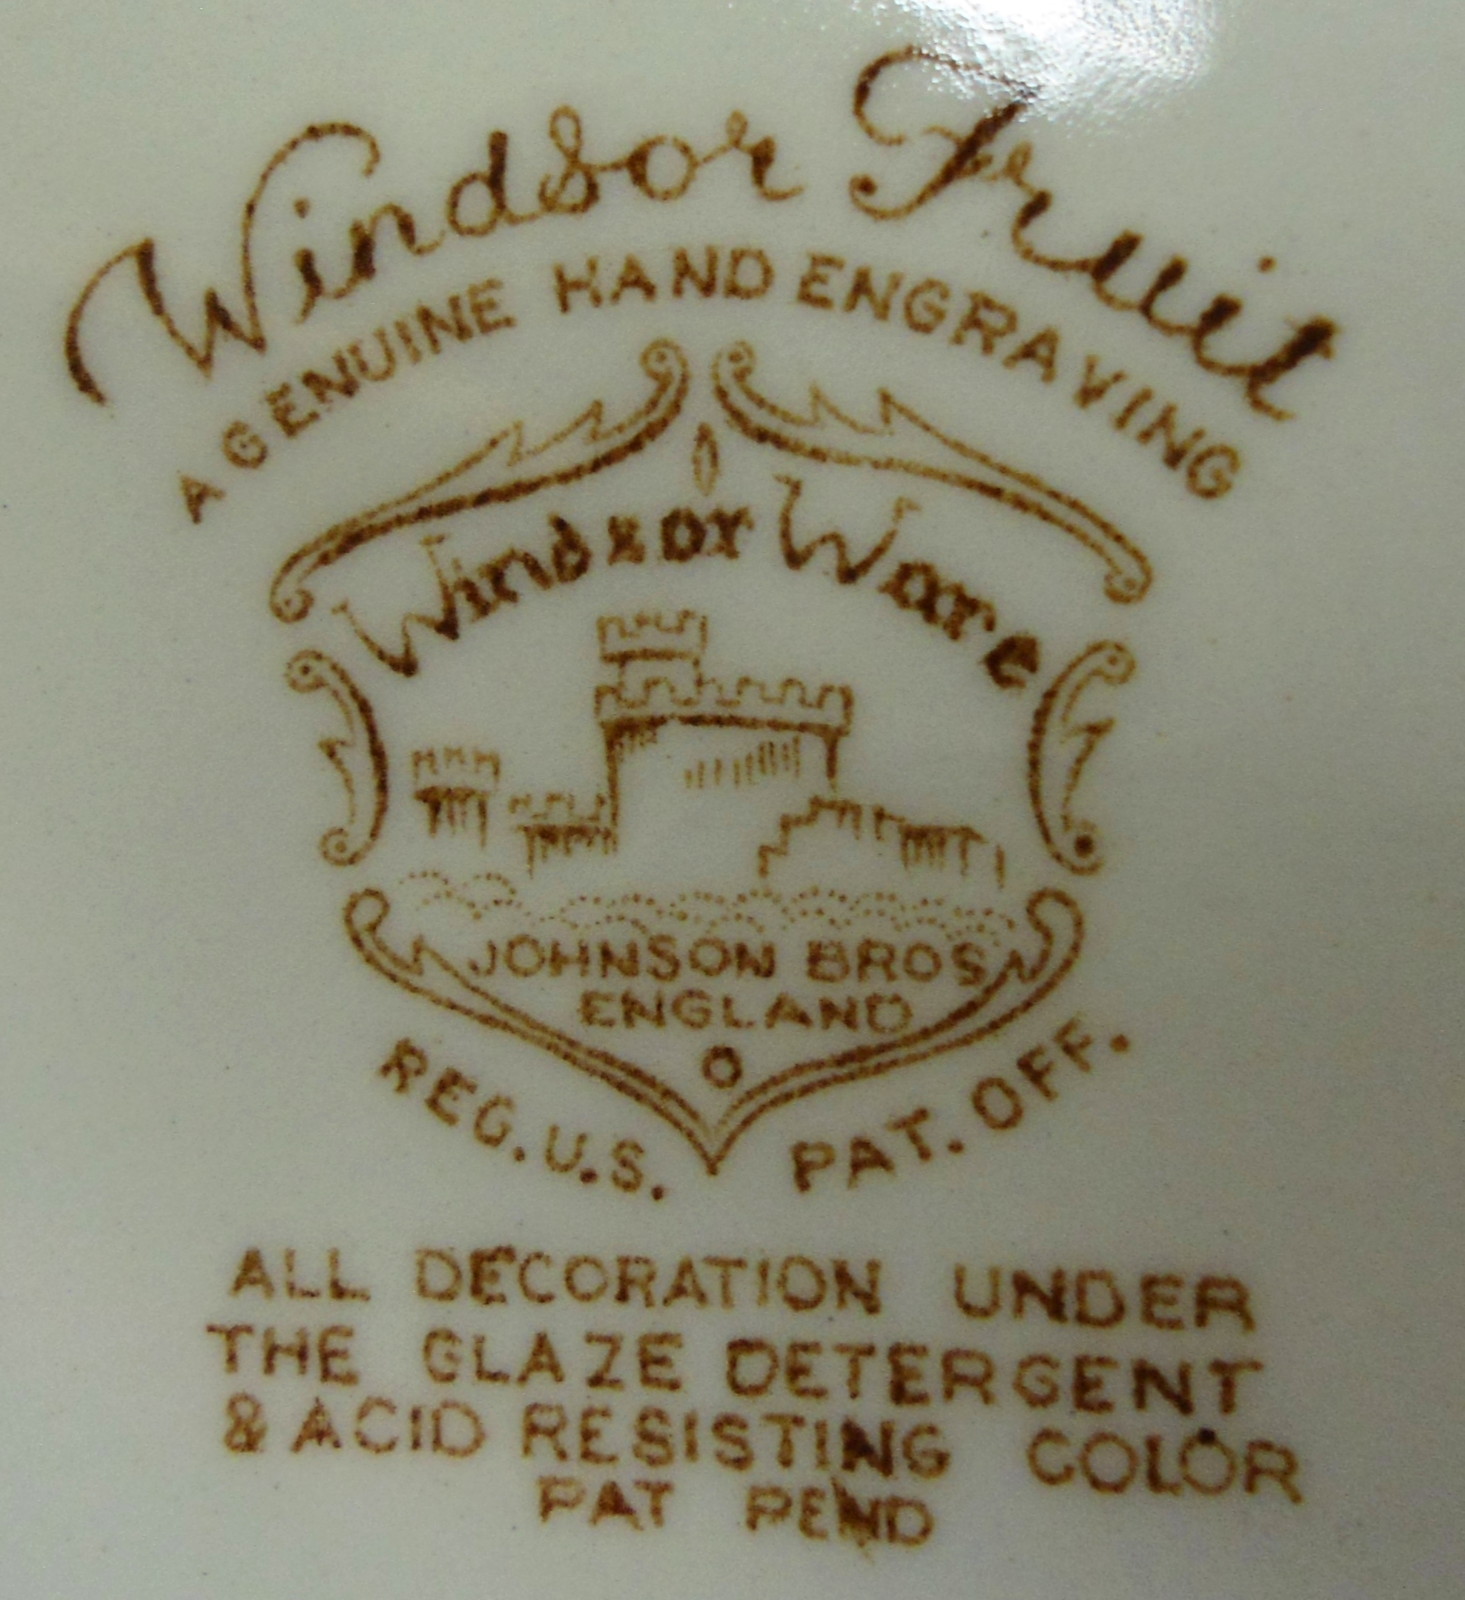 Windsor Fruit
A GENUINE HAND ENGRAVING
Windsor Ware
JOHNSON BROS
ENGLAND
REG. U.S. PAT. OFF.
ALL DECORATION UNDER
THE GLAZE DETERGENT
& ACID RESISTING COLOR
PAT PEND